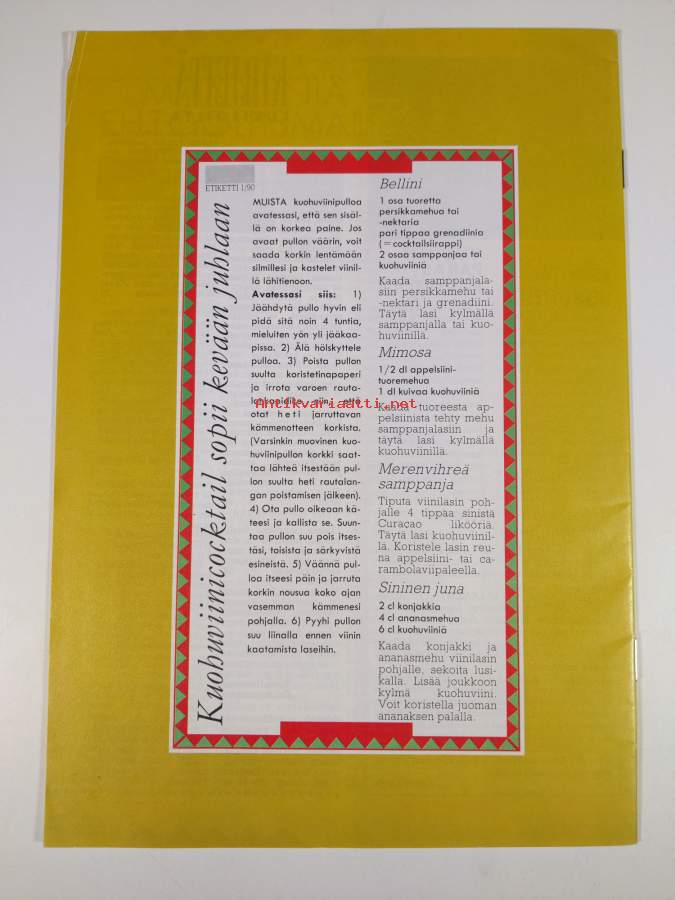 ETIKETTI 1/90
Kuohuviinicocktail sopii kevään juhlaan
MUISTA kuohuviinipulloa
avatessasi, että sen sisäl-
lä on korkea paine. Jos
avaat pullon väärin, voit
saada korkin lentämään
silmillesi ja kastelet viinil-
lä lähitienoon.
Avatessasi siis: 1)
Jäähdytä pullo hyvin eli
pidä sitä noin 4 tuntia,
mieluiten yön yli jääkaa-
pissa. 2) Älä hölskyttele
pulloa. 3) Poista pullon
suulta koristetinapaperi
ja irrota varoen rauta-
niin, että
otat heti jarruttavan
kämmenotteen korkista.
(Varsinkin muovinen kuo-
huviinipullon korkki saat-
taa lähteä itsestään pul-
lon suulta heti rautalan-
gan poistamisen jälkeen).
4) Ota pullo oikeaan kä-
teesi ja kallista se. Suun-
taa pullon suu pois itses-
täsi, toisista ja särkyvistä
esineistä. 5) Väännä pul-
loa itseesi päin ja jarruta
korkin nousua koko ajan
vasemman kämmenesi
pohjalla. 6) Pyyhi pullon
suu liinalla ennen viinin
kaatamista laseihin.
Bellini
1 osa tuoretta
persikkamehua tai
-nektaria
pari tippaa grenadiinia
(=cocktailsiirappi)
2 osaa samppanjaa tai
kuohuviiniä
Kaada samppanjala-
siin persikkamehu tai
-nektari ja grenadiini.
Täytä lasi kylmällä
samppanjalla tai kuo-
huviinillä.
Mimosa
1/2 dl appelsiini-
tuoremehua
1 dl kuivaa kuohuviiniä
Kaada tuoreesta ap-
pelsiinista tehty mehu
samppanjalasiin ja
täytä lasi kylmällä
kuohuviinillä.
Merenvihreä
samppanja
Tiputa viinilasin poh-
jalle 4 tippaa sinistä
Curaçao likööriä.
Täytä lasi kuohuviinil-
lä. Koristele lasin reu-
na appelsiini- tai ca-
rambolaviipaleella.
Sininen juna
2 cl konjakkia
4 cl ananasmehua
6 cl kuohuviiniä
Kaada konjakki ja
ananasmehu viinilasin
pohjalle, sekoita lusi-
kalla. Lisää joukkoon
kylmä kuohuviini.
Voit koristella juoman
ananaksen palalla.
Antikvariaatti.net